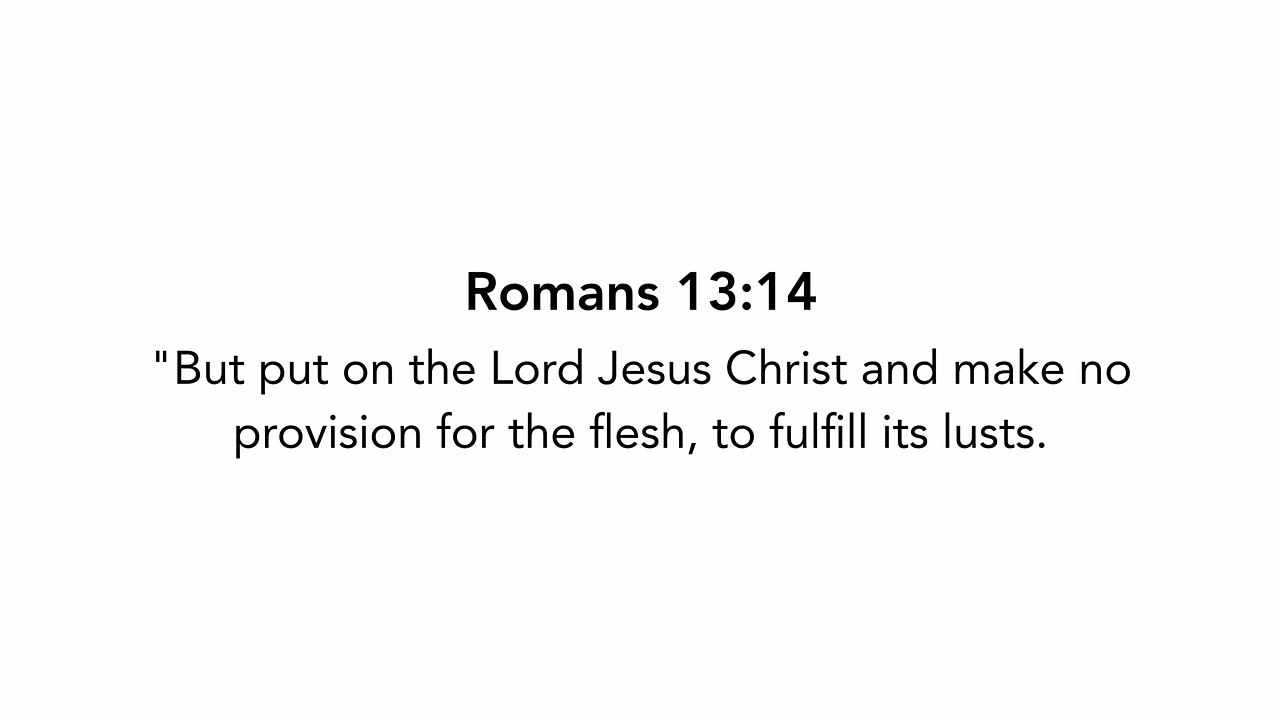 Romans 13:14
"But put on the Lord Jesus Christ and make no
provision for the flesh, to fulfill its lusts.